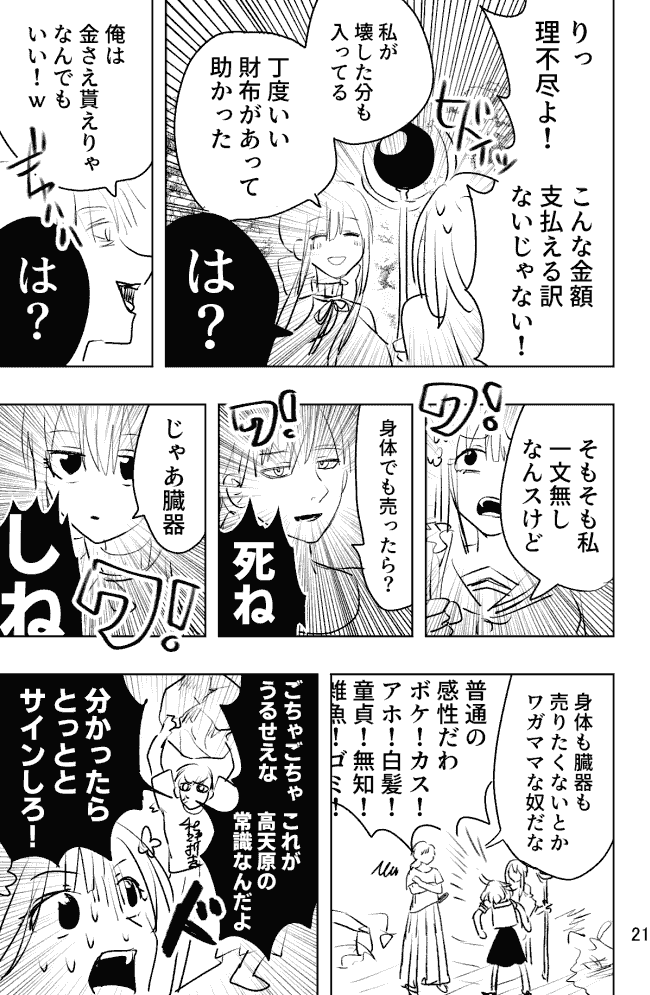 りっ
理不尽よ！
こんな金額
支払える訳
ないじゃない！
私が
壊した分も
入ってる
丁度いい
財布があって
助かった
は？
俺は
金さえ貰えりゃ
なんでも
いい！w
は？
そもそも私
一文無し
なんスけど
ワ！
身体でも売ったら？
ワ！
死ね
じゃあ臓器
ワ！
しね
身体も臓器も
売りたくないとか
ワガママな奴だな
普通の
感性だわ
ボケ！カス！
アホ！白髪！
童貞！無知！
雑魚！ゴミ！
ごちゃごちゃ
うるせえな
これが
高天原の
常識なんだよ
分かったら
とっとと
サインしろ！
21